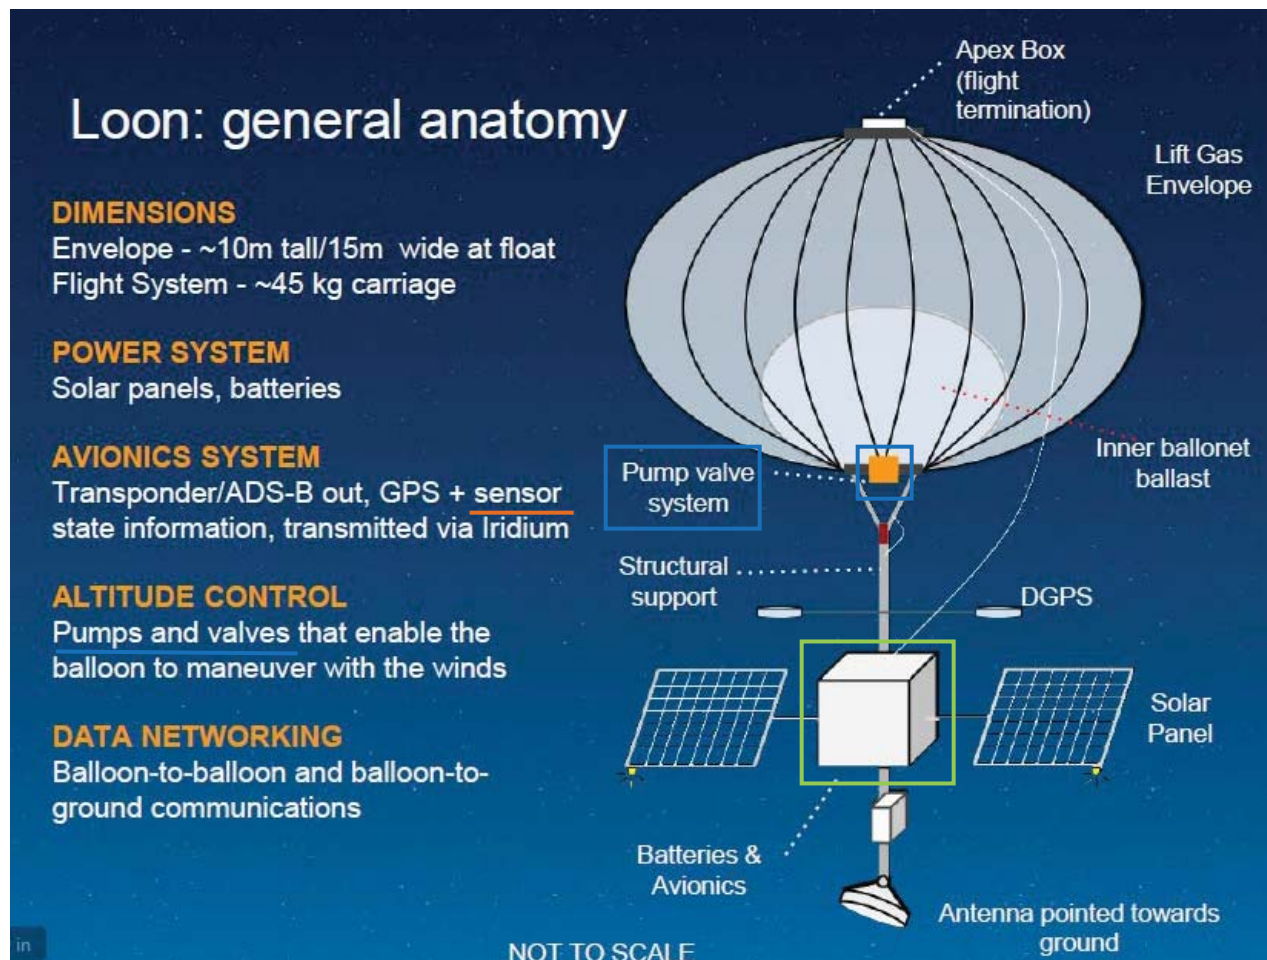 Loon: general anatomy
DIMENSIONS
Envelope - ~10m tall/15m wide at float
Flight System - ~45 kg carriage
POWER SYSTEM
Solar panels, batteries
AVIONICS SYSTEM
Transponder/ADS-B out, GPS + sensor
state information, transmitted via Iridium
ALTITUDE CONTROL
Pumps and valves that enable the
balloon to maneuver with the winds
DATA NETWORKING
Balloon-to-balloon and balloon-to-
ground communications
Apex Box
(flight
termination)
Lift Gas
Envelope
Inner ballonet
ballast
Pump valve
system
Structural
support
DGPS
Solar
Panel
Batteries &
Avionics
Antenna pointed towards
ground
NOT TO SCALE
in